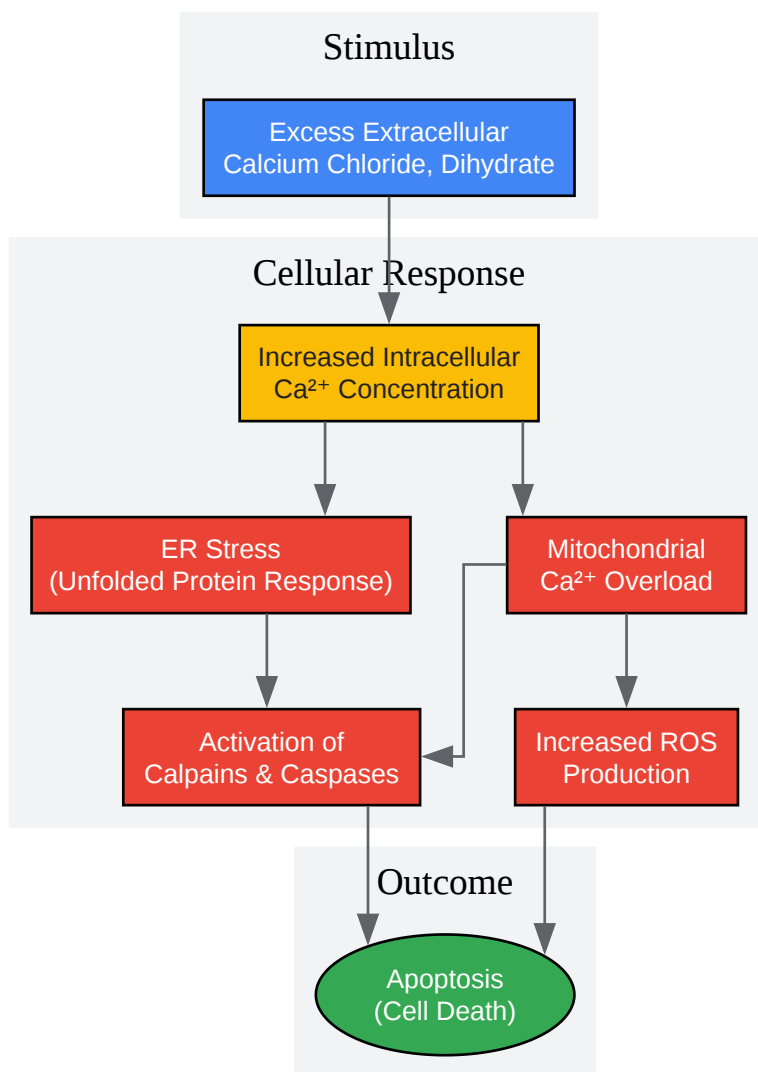 Stimulus
Excess Extracellular
Calcium Chloride, Dihydrate
Cellular Response
Increased Intracellular
Ca²⁺ Concentration
ER Stress
(Unfolded Protein Response)
Mitochondrial
Ca²⁺ Overload
Activation of
Calpains & Caspases
Increased ROS
Production
Outcome
Apoptosis
(Cell Death)